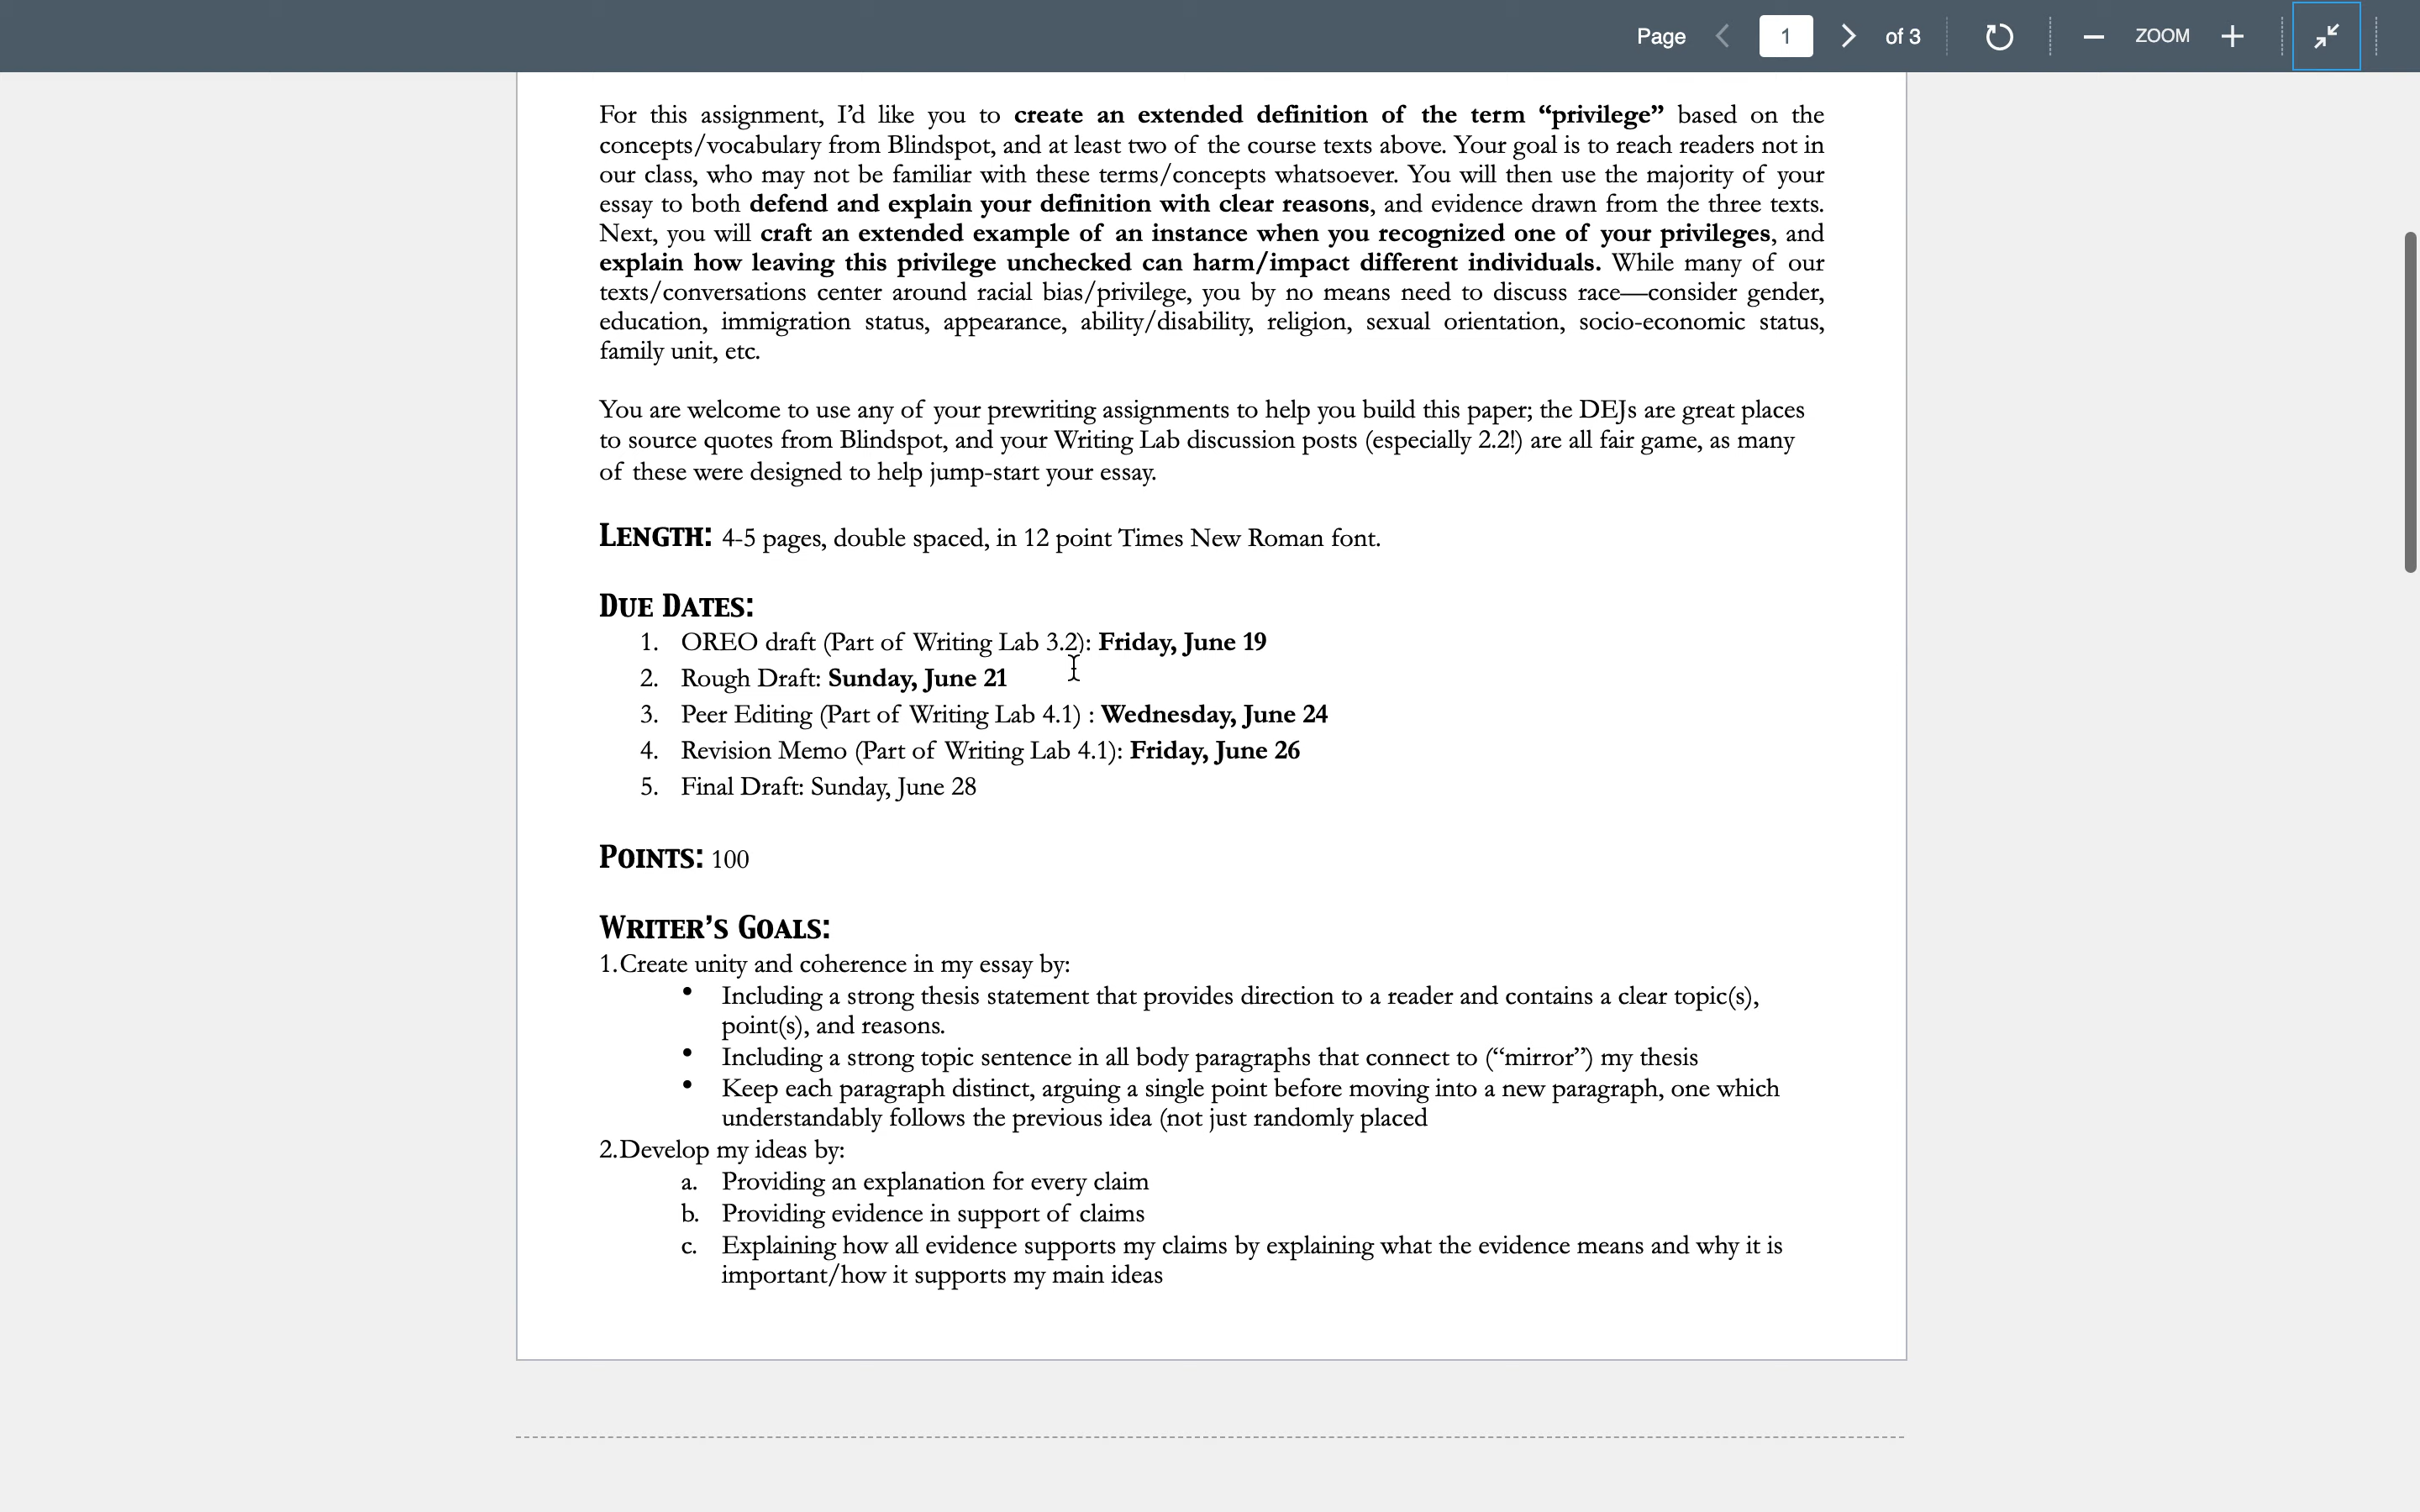 Page 1 of 3 ZOOM
For this assignment, I’d like you to create an extended definition of the term “privilege” based on the
concepts/vocabulary from Blindspot, and at least two of the course texts above. Your goal is to reach readers not in
our class, who may not be familiar with these terms/concepts whatsoever. You will then use the majority of your
essay to both defend and explain your definition with clear reasons, and evidence drawn from the three texts.
Next, you will craft an extended example of an instance when you recognized one of your privileges, and
explain how leaving this privilege unchecked can harm/impact different individuals. While many of our
texts/conversations center around racial bias/privilege, you by no means need to discuss race—consider gender,
education, immigration status, appearance, ability/disability, religion, sexual orientation, socio-economic status,
family unit, etc.
You are welcome to use any of your prewriting assignments to help you build this paper; the DEJs are great places
to source quotes from Blindspot, and your Writing Lab discussion posts (especially 2.2!) are all fair game, as many
of these were designed to help jump-start your essay.
LENGTH: 4-5 pages, double spaced, in 12 point Times New Roman font.
DUE DATES:
1. OREO draft (Part of Writing Lab 3.2): Friday, June 19
2. Rough Draft: Sunday, June 21
3. Peer Editing (Part of Writing Lab 4.1) : Wednesday, June 24
4. Revision Memo (Part of Writing Lab 4.1): Friday, June 26
5. Final Draft: Sunday, June 28
POINTS: 100
WRITER’S GOALS:
1.Create unity and coherence in my essay by:
• Including a strong thesis statement that provides direction to a reader and contains a clear topic(s),
point(s), and reasons.
• Including a strong topic sentence in all body paragraphs that connect to (“mirror”) my thesis
• Keep each paragraph distinct, arguing a single point before moving into a new paragraph, one which
understandably follows the previous idea (not just randomly placed
2.Develop my ideas by:
a. Providing an explanation for every claim
b. Providing evidence in support of claims
c. Explaining how all evidence supports my claims by explaining what the evidence means and why it is
important/how it supports my main ideas